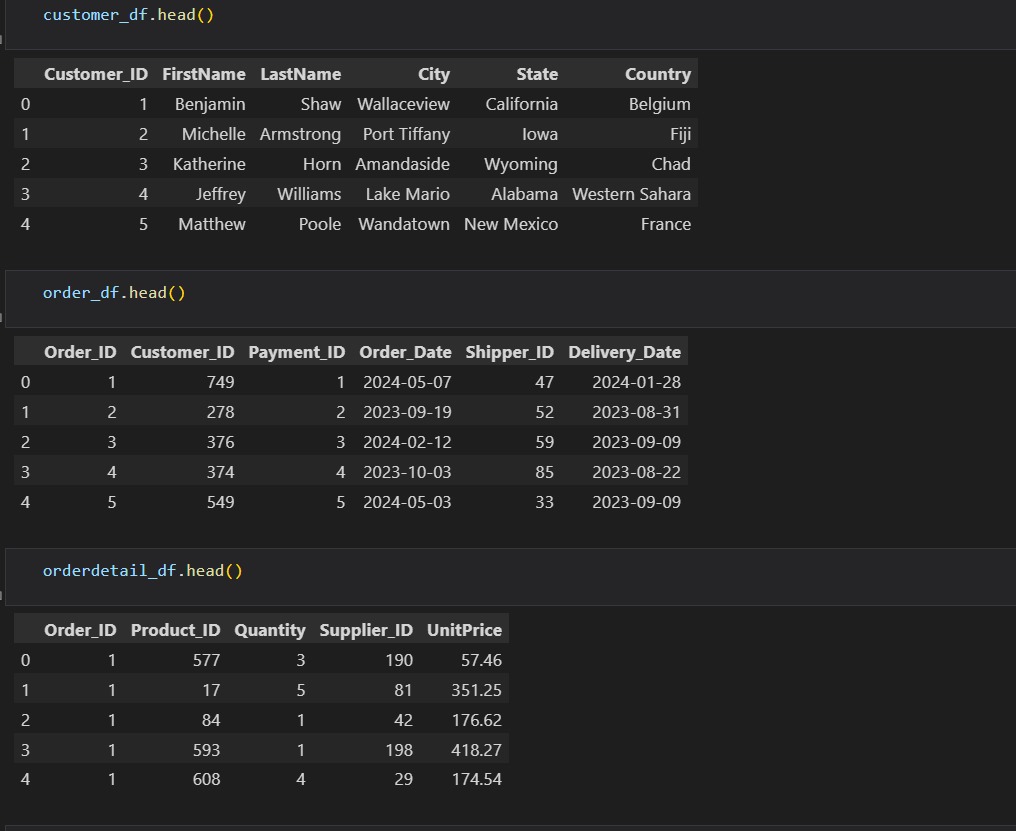 customer_df.head()
Customer_ID FirstName LastName City State Country
0 1 Benjamin Shaw Wallaceview California Belgium
1 2 Michelle Armstrong Port Tiffany Iowa Fiji
2 3 Katherine Horn Amandaside Wyoming Chad
3 4 Jeffrey Williams Lake Mario Alabama Western Sahara
4 5 Matthew Poole Wandatown New Mexico France
order_df.head()
Order_ID Customer_ID Payment_ID Order_Date Shipper_ID Delivery_Date
0 1 749 1 2024-05-07 47 2024-01-28
1 2 278 2 2023-09-19 52 2023-08-31
2 3 376 3 2024-02-12 59 2023-09-09
3 4 374 4 2023-10-03 85 2023-08-22
4 5 549 5 2024-05-03 33 2023-09-09
orderdetail_df.head()
Order_ID Product_ID Quantity Supplier_ID UnitPrice
0 1 577 3 190 57.46
1 1 17 5 81 351.25
2 1 84 1 42 176.62
3 1 593 1 198 418.27
4 1 608 4 29 174.54